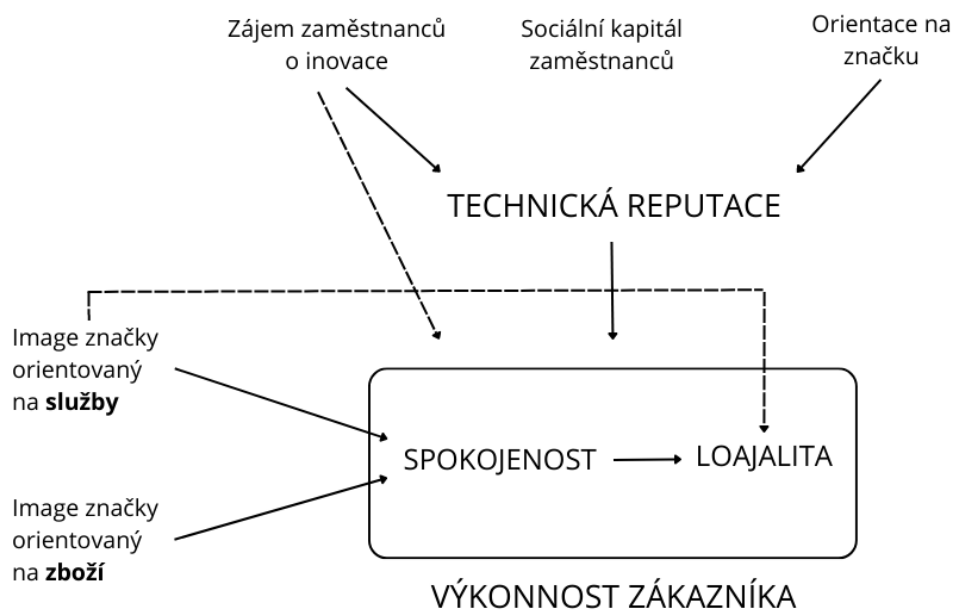 Zájem zaměstnanců
o inovace
Sociální kapitál
zaměstnanců
Orientace na
značku
TECHNICKÁ REPUTACE
Image značky
orientovaný
na služby
SPOKOJENOST
LOAJALITA
Image značky
orientovaný
na zboží
VÝKONNOST ZÁKAZNÍKA